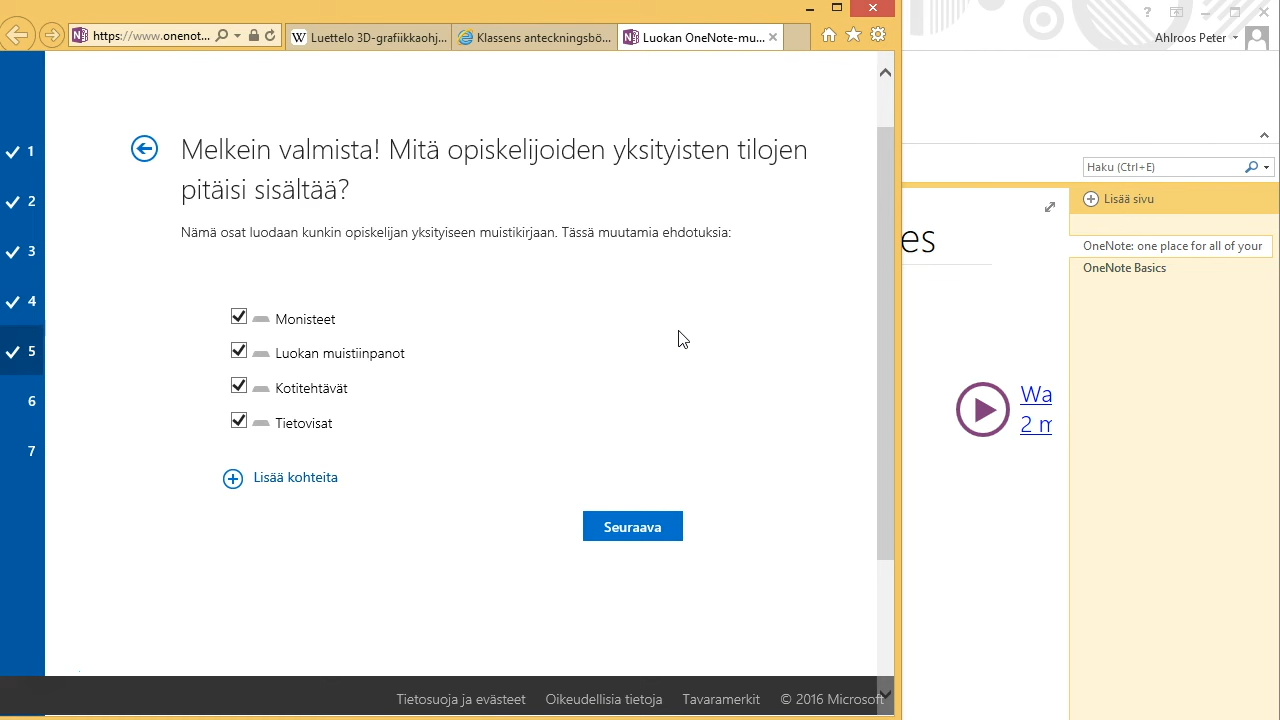 https://www.onenot...
Luettelo 3D-grafiikkaohj...
Klassens anteckningsbö...
Luokan OneNote-mu...
Ahlroos Peter
Haku (Ctrl+E)
Lisää sivu
OneNote: one place for all of your
OneNote Basics
es
Wa
2 m
1
2
3
4
5
6
7
Melkein valmista! Mitä opiskelijoiden yksityisten tilojen
pitäisi sisältää?
Nämä osat luodaan kunkin opiskelijan yksityiseen muistikirjaan. Tässä muutamia ehdotuksia:
Monisteet
Luokan muistiinpanot
Kotitehtävät
Tietovisat
Lisää kohteita
Seuraava
Tietosuoja ja evästeet Oikeudellisia tietoja Tavaramerkit © 2016 Microsoft